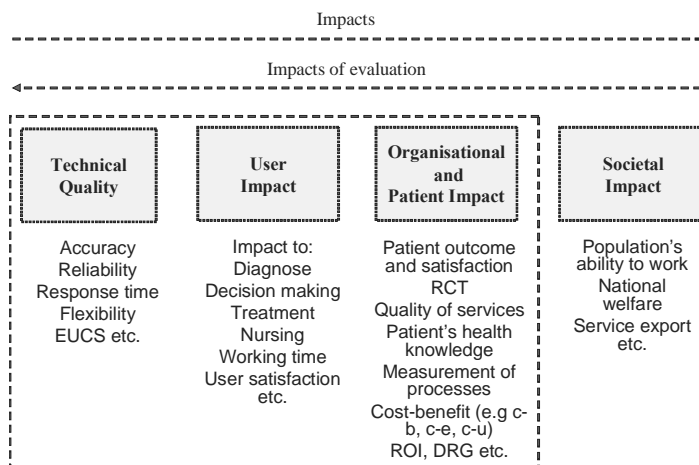 Impacts
Impacts of evaluation
Technical
Quality
Accuracy
Reliability
Response time
Flexibility
EUCS etc.
User
Impact
Impact to:
Diagnose
Decision making
Treatment
Nursing
Working time
User satisfaction
etc.
Organisational
and
Patient Impact
Patient outcome
and satisfaction
RCT
Quality of services
Patient's health
knowledge
Measurement of
processes
Cost-benefit (e.g c-
b, c-e, c-u)
ROI, DRG etc.
Societal
Impact
Population's
ability to work
National
welfare
Service export
etc.